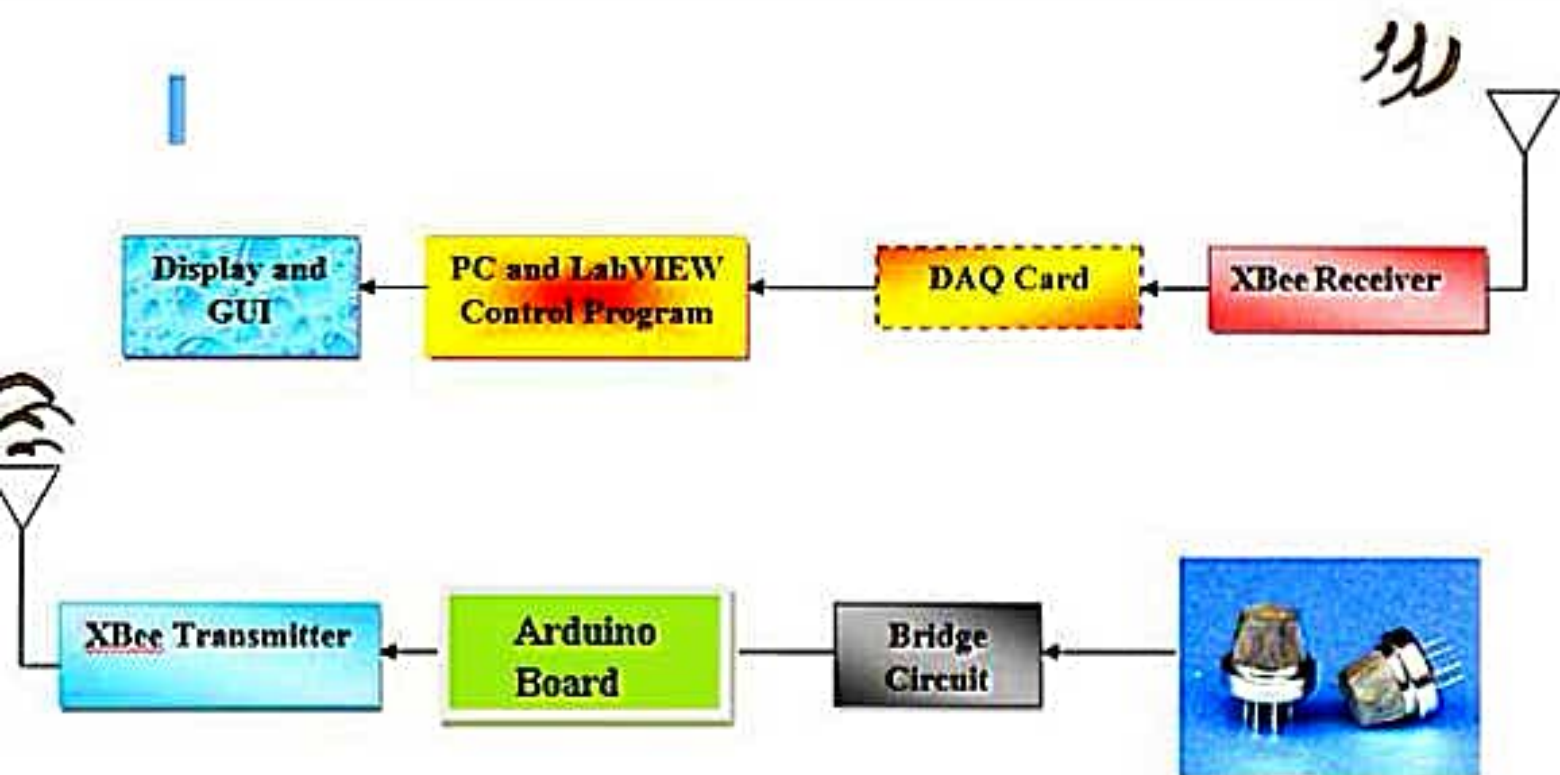 Display and
GUI
PC and LabVIEW
Control Program
DAQ Card
XBee Receiver
XBee Transmitter
Arduino
Board
Bridge
Circuit